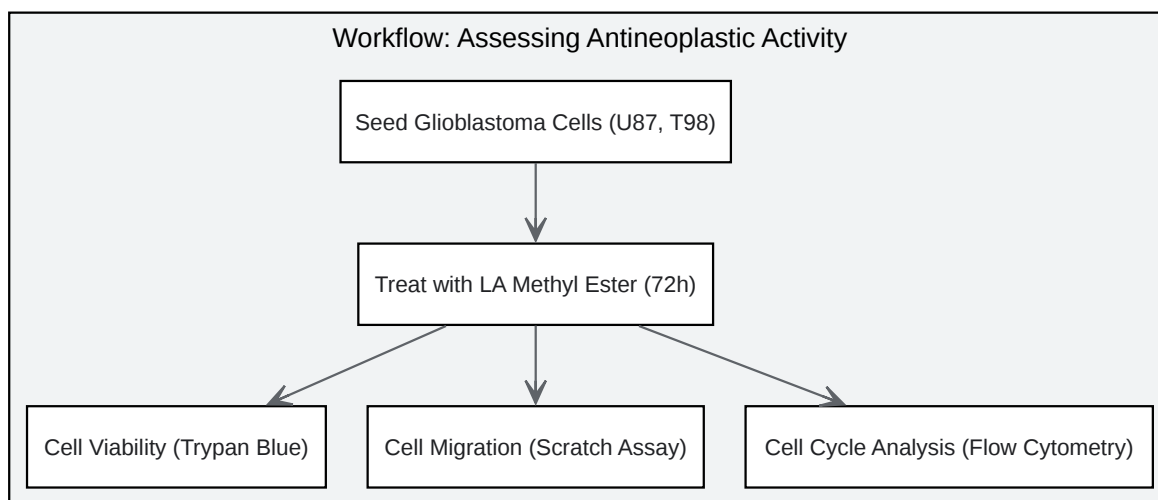 Workflow: Assessing Antineoplastic Activity
Seed Glioblastoma Cells (U87, T98)
Treat with LA Methyl Ester (72h)
Cell Viability (Trypan Blue)
Cell Migration (Scratch Assay)
Cell Cycle Analysis (Flow Cytometry)